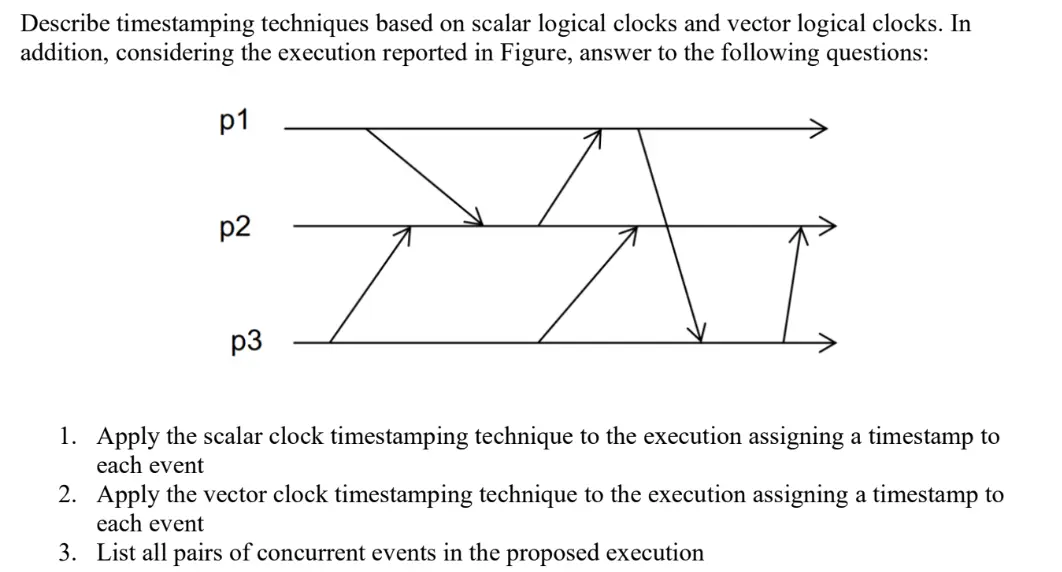 Describe timestamping techniques based on scalar logical clocks and vector logical clocks. In
addition, considering the execution reported in Figure, answer to the following questions:
p1
p2
p3
1. Apply the scalar clock timestamping technique to the execution assigning a timestamp to
each event
2. Apply the vector clock timestamping technique to the execution assigning a timestamp to
each event
3. List all pairs of concurrent events in the proposed execution